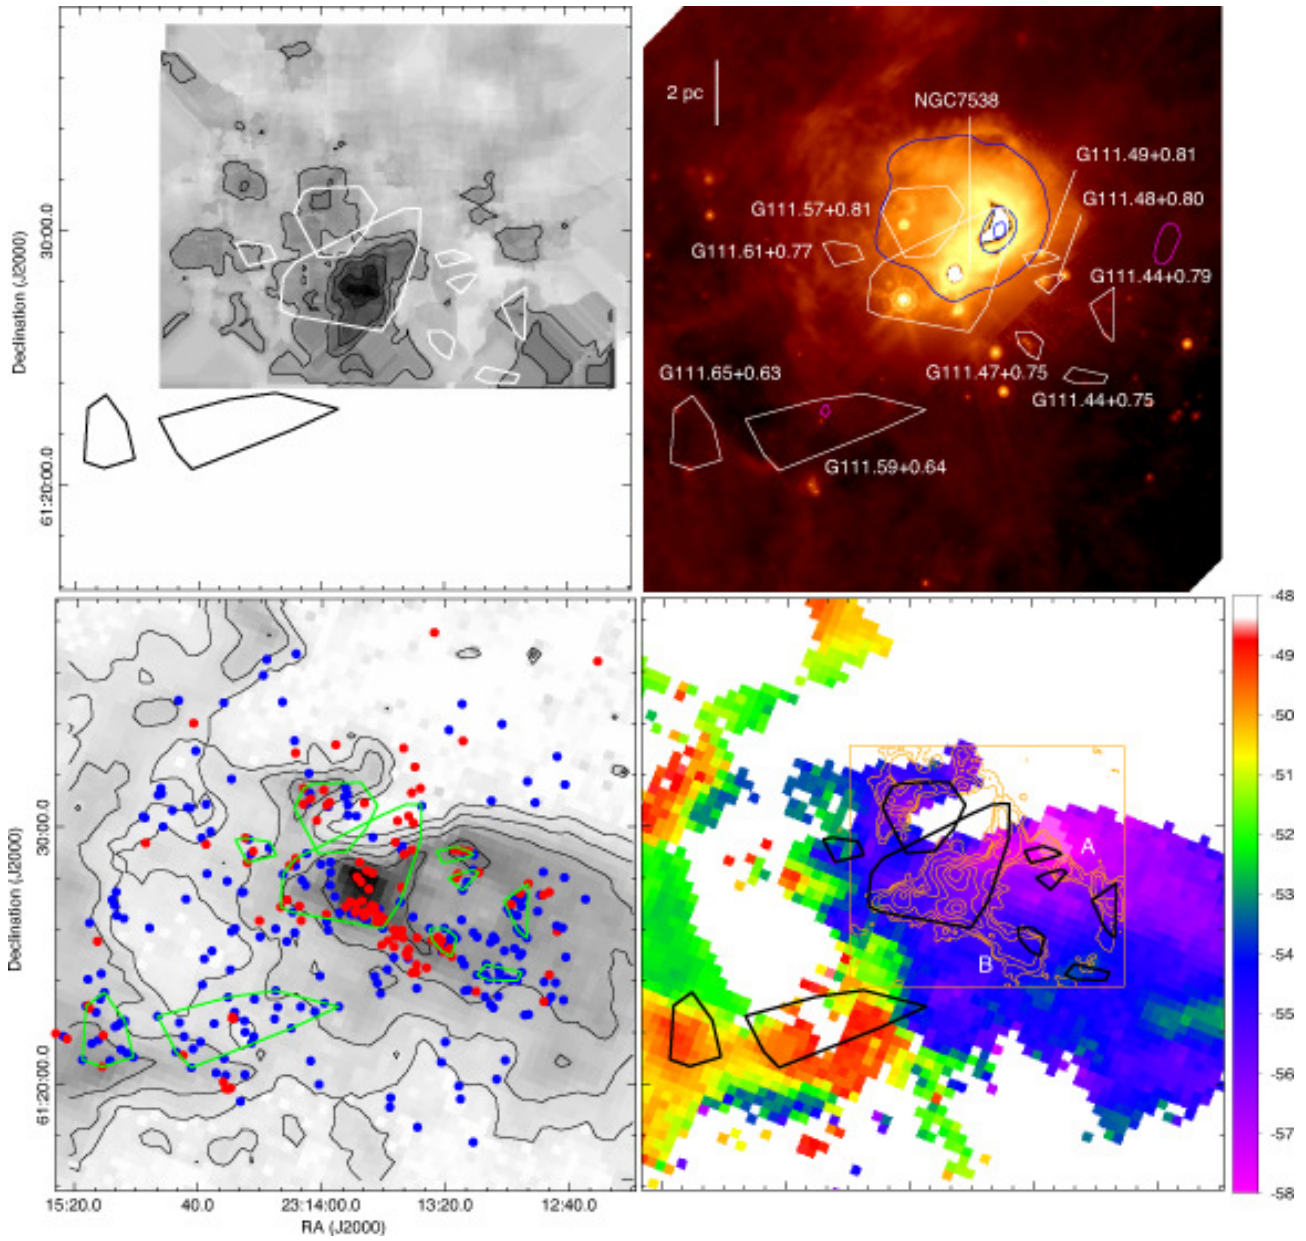 2 pc
NGC7538
G111.49+0.81
G111.48+0.80
G111.57+0.81
G111.61+0.77
G111.44+0.79
G111.65+0.63
G111.47+0.75
G111.44+0.75
G111.59+0.64
Declination (J2000)
30:00.0
61:20:00.0
A
B
-48
-49
-50
-51
-52
-53
-54
-55
-56
-57
-58
Declination (J2000)
30:00.0
61:20:00.0
15:20.0
40.0
23:14:00.0
13:20.0
12:40.0
RA (J2000)